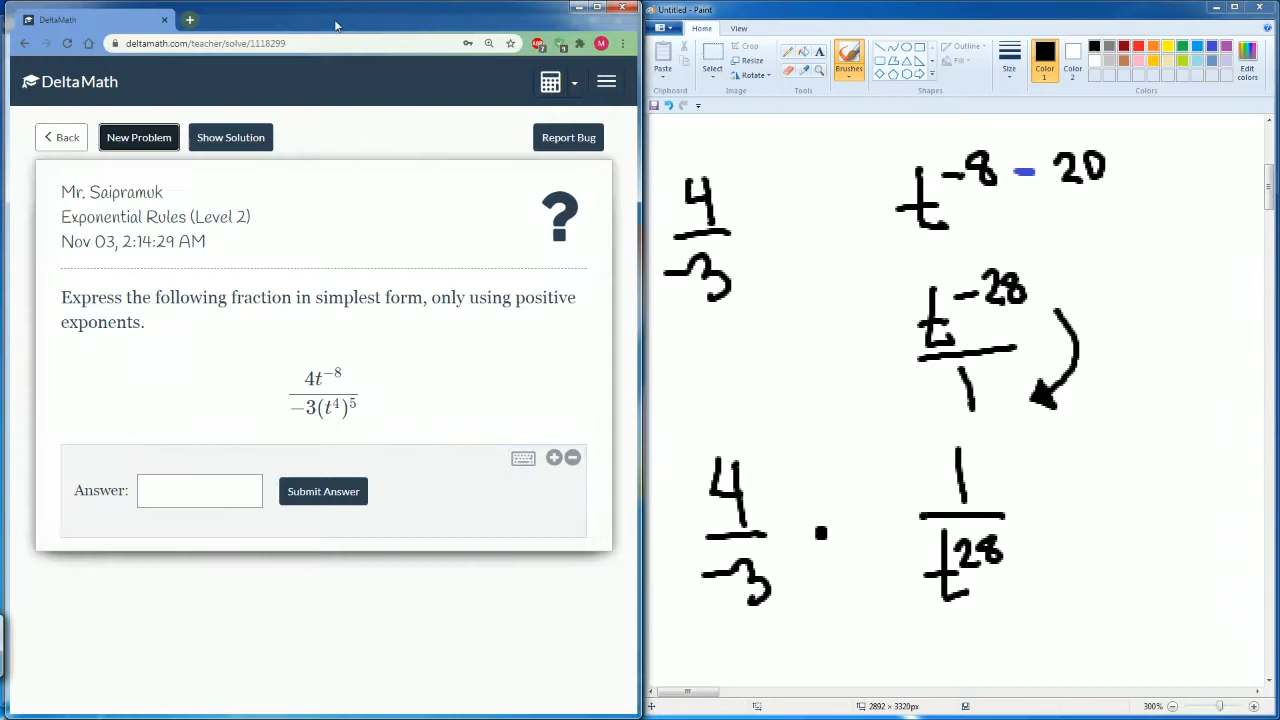 DeltaMath
deltamath.com/teacher/solve/1118299
M
DeltaMath
Back
New Problem
Show Solution
Report Bug
Mr. Saipramuk
Exponential Rules (Level 2)
Nov 03, 2:14:29 AM
?
Express the following fraction in simplest form, only using positive
exponents.
4t⁻⁸
−3(t⁴)⁵
Answer:
Submit Answer
Untitled - Paint
Home
View
Paste
Select
Crop
Resize
Rotate
Brushes
Size
Outline
Fill
Color
1
Color
2
Edit
colors
Clipboard
Image
Tools
Shapes
Colors
4
-3
t⁻⁸ ⁻ ²⁰
t⁻²⁸
1
4
-3
·
1
t²⁸
2892 × 3320px
300%